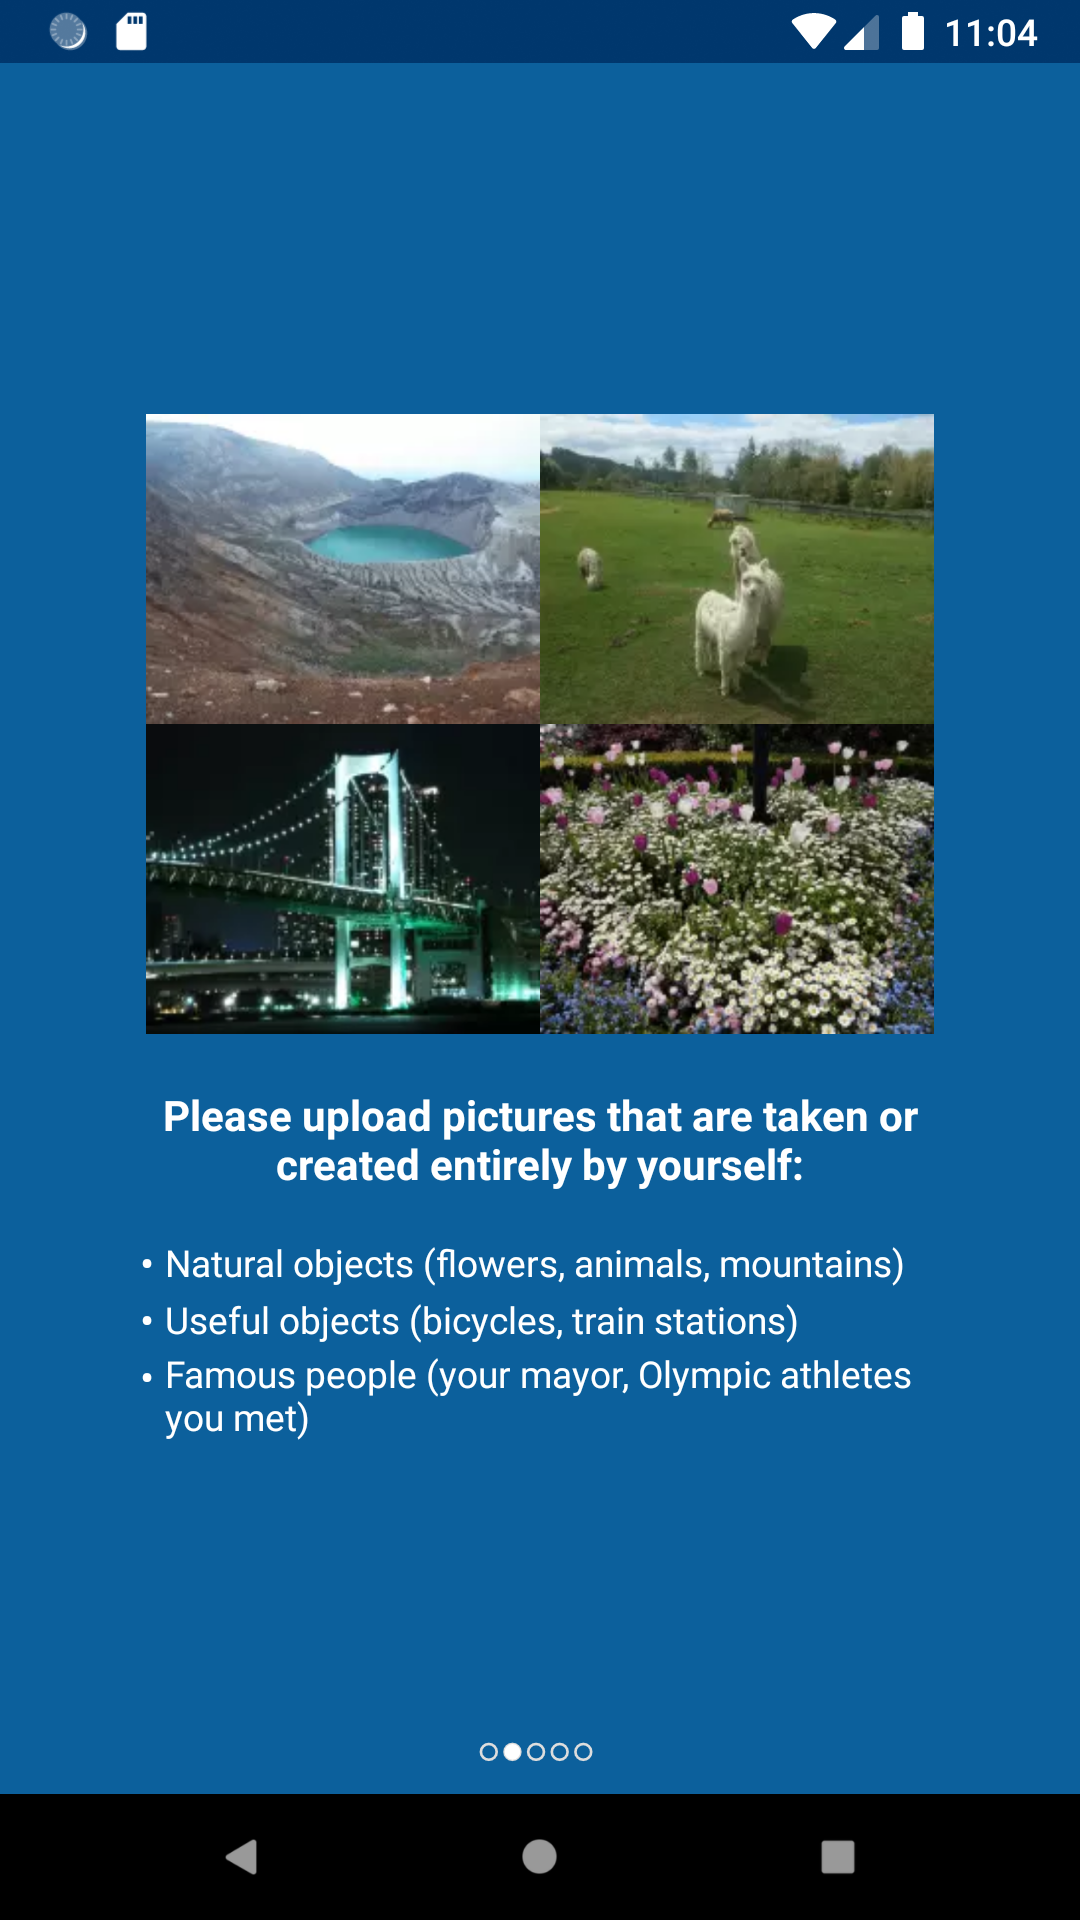 11:04
Please upload pictures that are taken or
created entirely by yourself:
• Natural objects (flowers, animals, mountains)
• Useful objects (bicycles, train stations)
• Famous people (your mayor, Olympic athletes
you met)